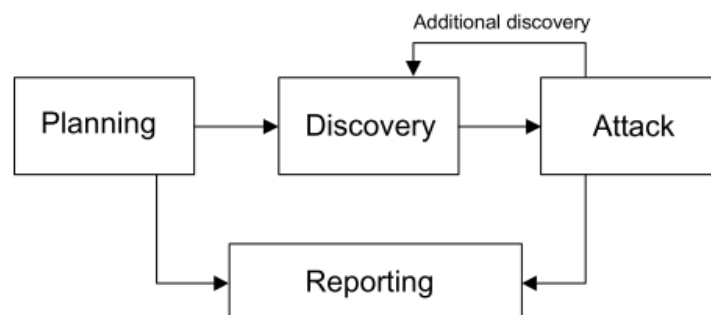 Additional discovery
Planning
Discovery
Attack
Reporting